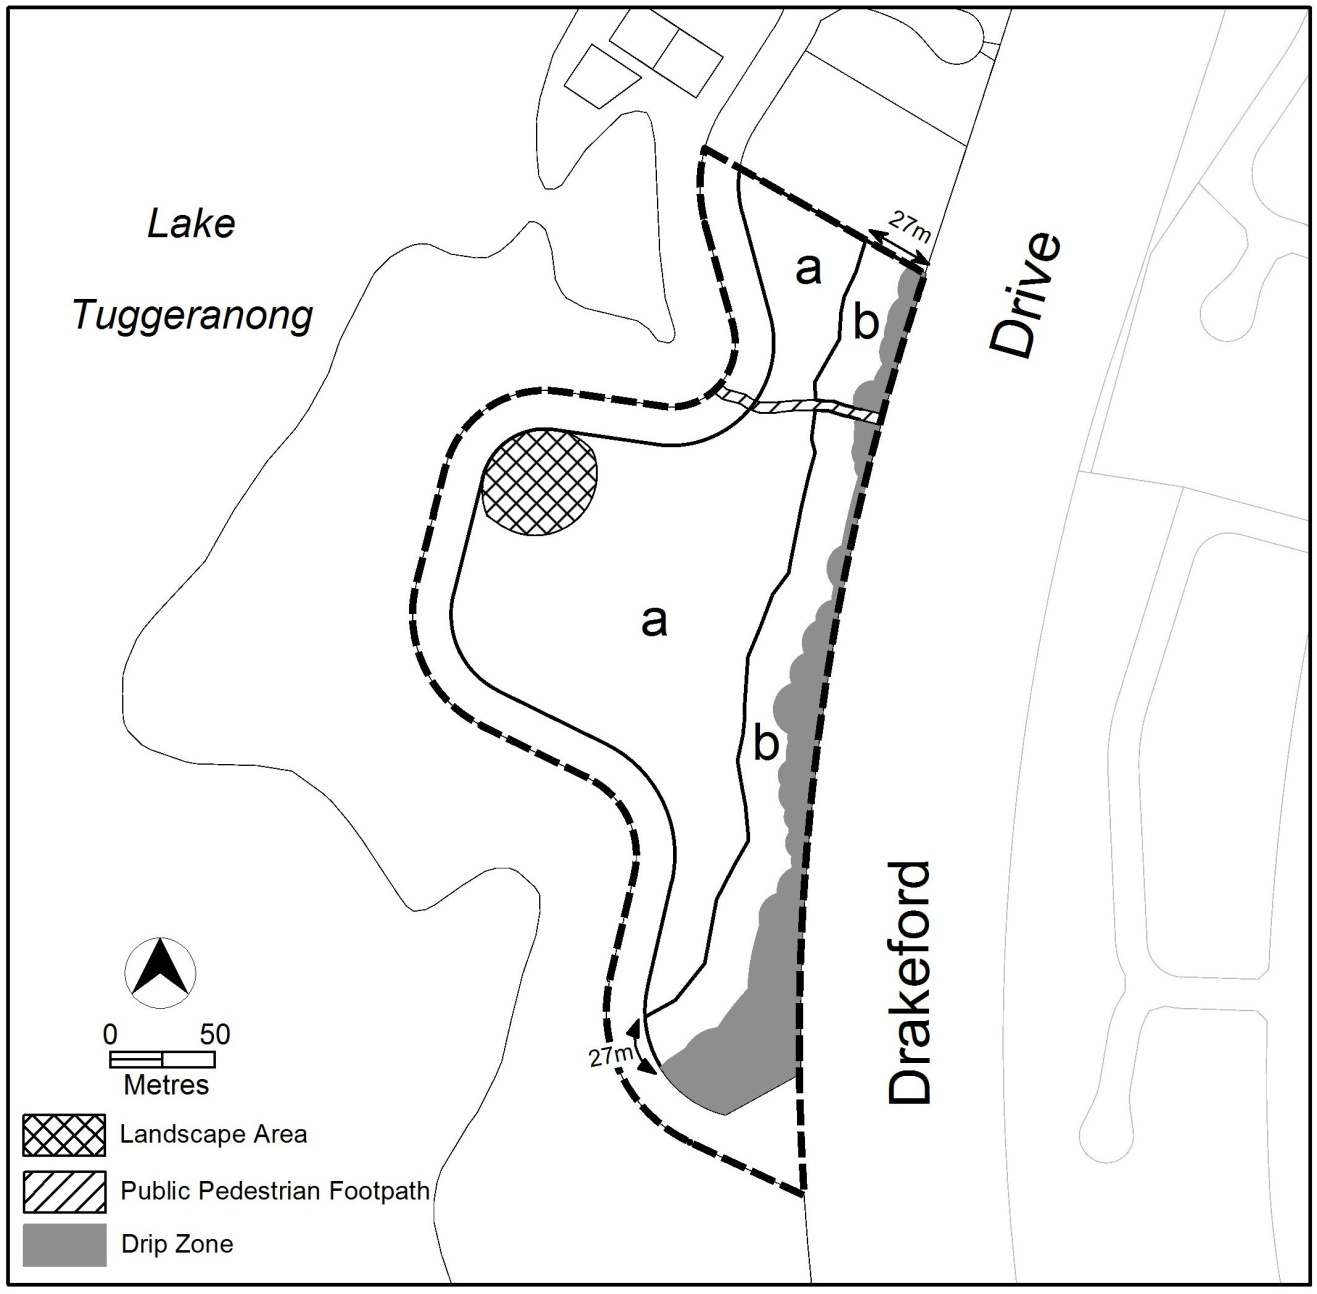 Lake
Tuggeranong
27m
a
b
Drive
a
b
Drakeford
27m
0 50
Metres
Landscape Area
Public Pedestrian Footpath
Drip Zone